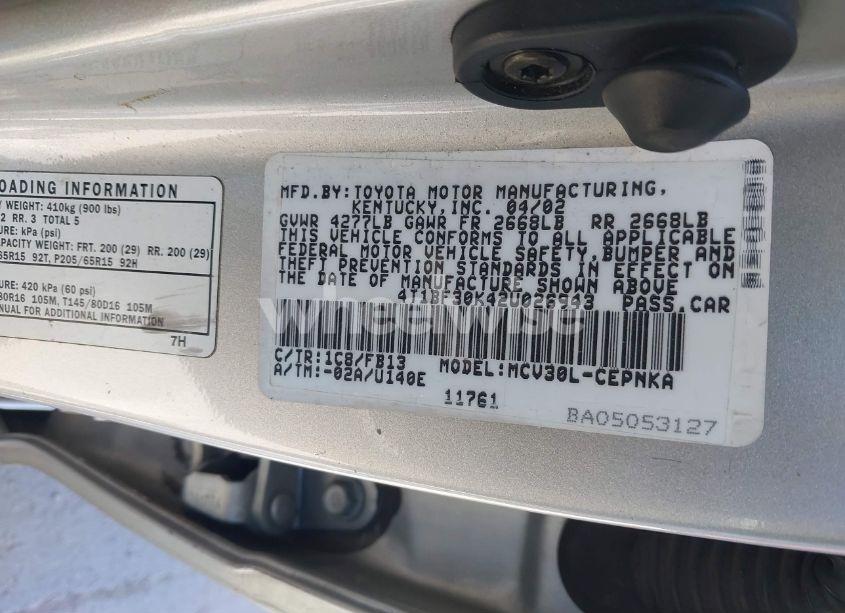 OADING INFORMATION
Y WEIGHT: 410kg (900 lbs)
2 RR. 3 TOTAL 5
URE: kPa (psi)
APACITY WEIGHT: FRT. 200 (29) RR. 200 (29)
65R15 92T, P205/65R15 92H
URE: 420 kPa (60 psi)
80R16 105M, T145/80D16 105M
MANUAL FOR ADDITIONAL INFORMATION
7H
MFD.BY:TOYOTA MOTOR MANUFACTURING,
KENTUCKY,INC. 04/02
GVWR 4277LB GAWR FR 2668LB RR 2668LB
THIS VEHICLE CONFORMS TO ALL APPLICABLE
FEDERAL MOTOR VEHICLE SAFETY,BUMPER,AND
THEFT PREVENTION STANDARDS IN EFFECT ON
THE DATE OF MANUFACTURE SHOWN ABOVE
4T1BF30K42U026943 PASS.CAR
wheelwise
C/TR:1C8/FB13 MODEL:MCV30L-CEPNKA
A/TM:-02A/U140E
11761
BA05053127